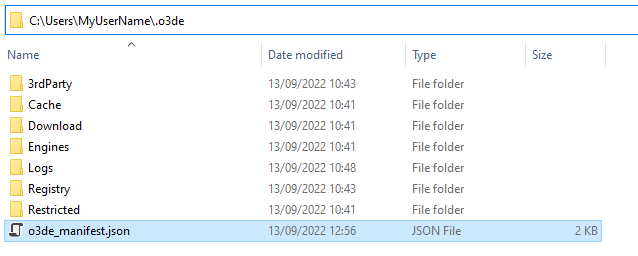 C:\Users\MyUserName\.o3de
Name Date modified Type Size
3rdParty 13/09/2022 10:43 File folder
Cache 13/09/2022 10:41 File folder
Download 13/09/2022 10:41 File folder
Engines 13/09/2022 10:41 File folder
Logs 13/09/2022 10:48 File folder
Registry 13/09/2022 10:43 File folder
Restricted 13/09/2022 10:41 File folder
o3de_manifest.json 13/09/2022 12:56 JSON File 2 KB